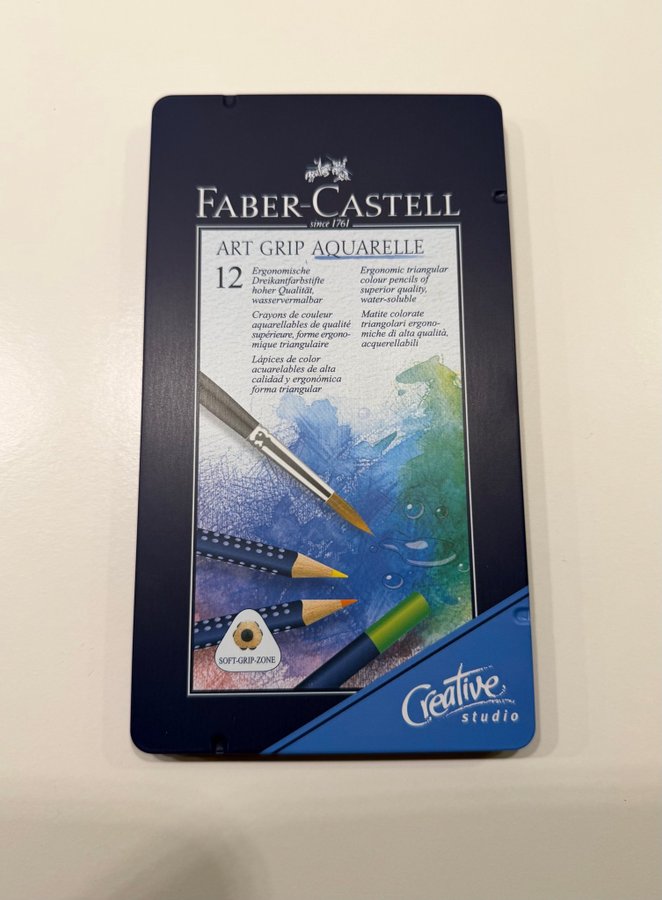 FABER-CASTELL
since 1761
ART GRIP AQUARELLE
12
Ergonomische
Dreikantfarbstifte
hoher Qualität,
wasservermalbar
Crayons de couleur
aquarellables de qualité
supérieure, forme ergono-
mique triangulaire
Lápices de color
acuarelables de alta
calidad y ergonómica
forma triangular
Ergonomic triangular
colour pencils of
superior quality,
water-soluble
Matite colorate
triangolari ergono-
miche di alta qualità,
acquerellabili
SOFT-GRIP-ZONE
Creative
studio